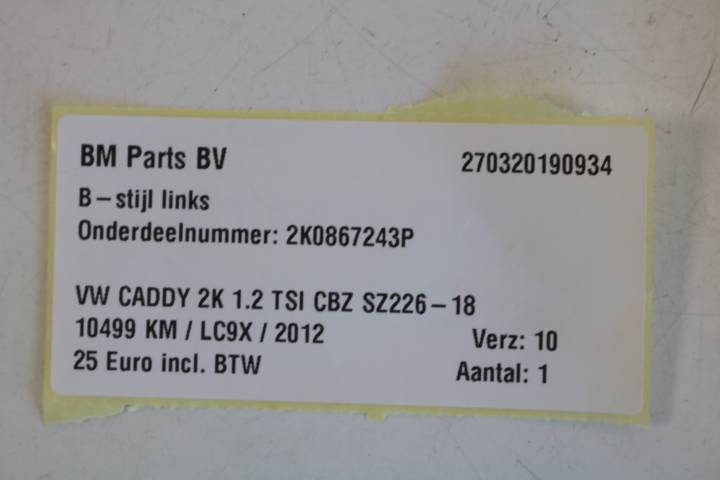 BM Parts BV 270320190934
B-stijl links
Onderdeelnummer: 2K0867243P
VW CADDY 2K 1.2 TSI CBZ SZ226-18
10499 KM / LC9X / 2012 Verz: 10
25 Euro incl. BTW Aantal: 1